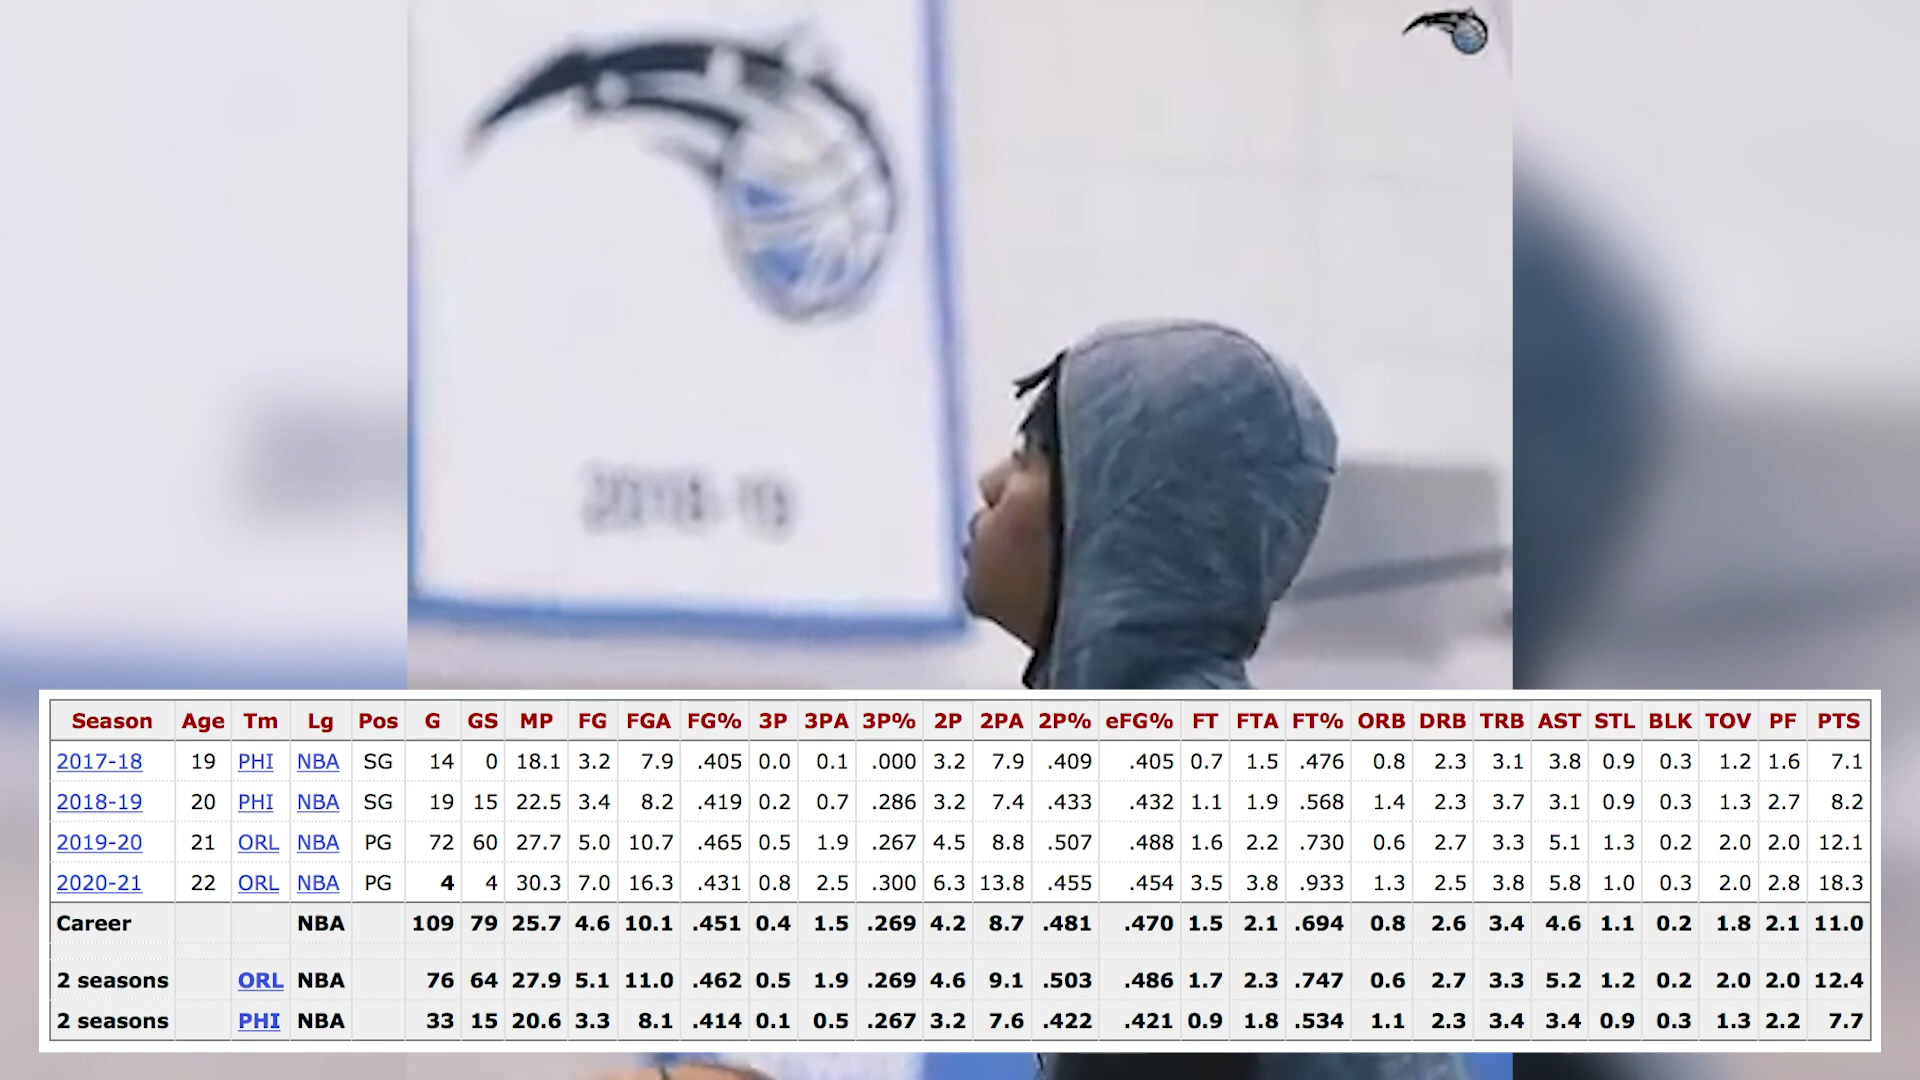 2018-19
Season Age Tm Lg Pos G GS MP FG FGA FG% 3P 3PA 3P% 2P 2PA 2P% eFG% FT FTA FT% ORB DRB TRB AST STL BLK TOV PF PTS
2017-18 19 PHI NBA SG 14 0 18.1 3.2 7.9 .405 0.0 0.1 .000 3.2 7.9 .409 .405 0.7 1.5 .476 0.8 2.3 3.1 3.8 0.9 0.3 1.2 1.6 7.1
2018-19 20 PHI NBA SG 19 15 22.5 3.4 8.2 .419 0.2 0.7 .286 3.2 7.4 .433 .432 1.1 1.9 .568 1.4 2.3 3.7 3.1 0.9 0.3 1.3 2.7 8.2
2019-20 21 ORL NBA PG 72 60 27.7 5.0 10.7 .465 0.5 1.9 .267 4.5 8.8 .507 .488 1.6 2.2 .730 0.6 2.7 3.3 5.1 1.3 0.2 2.0 2.0 12.1
2020-21 22 ORL NBA PG 4 4 30.3 7.0 16.3 .431 0.8 2.5 .300 6.3 13.8 .455 .454 3.5 3.8 .933 1.3 2.5 3.8 5.8 1.0 0.3 2.0 2.8 18.3
Career NBA 109 79 25.7 4.6 10.1 .451 0.4 1.5 .269 4.2 8.7 .481 .470 1.5 2.1 .694 0.8 2.6 3.4 4.6 1.1 0.2 1.8 2.1 11.0
2 seasons ORL NBA 76 64 27.9 5.1 11.0 .462 0.5 1.9 .269 4.6 9.1 .503 .486 1.7 2.3 .747 0.6 2.7 3.3 5.2 1.2 0.2 2.0 2.0 12.4
2 seasons PHI NBA 33 15 20.6 3.3 8.1 .414 0.1 0.5 .267 3.2 7.6 .422 .421 0.9 1.8 .534 1.1 2.3 3.4 3.4 0.9 0.3 1.3 2.2 7.7